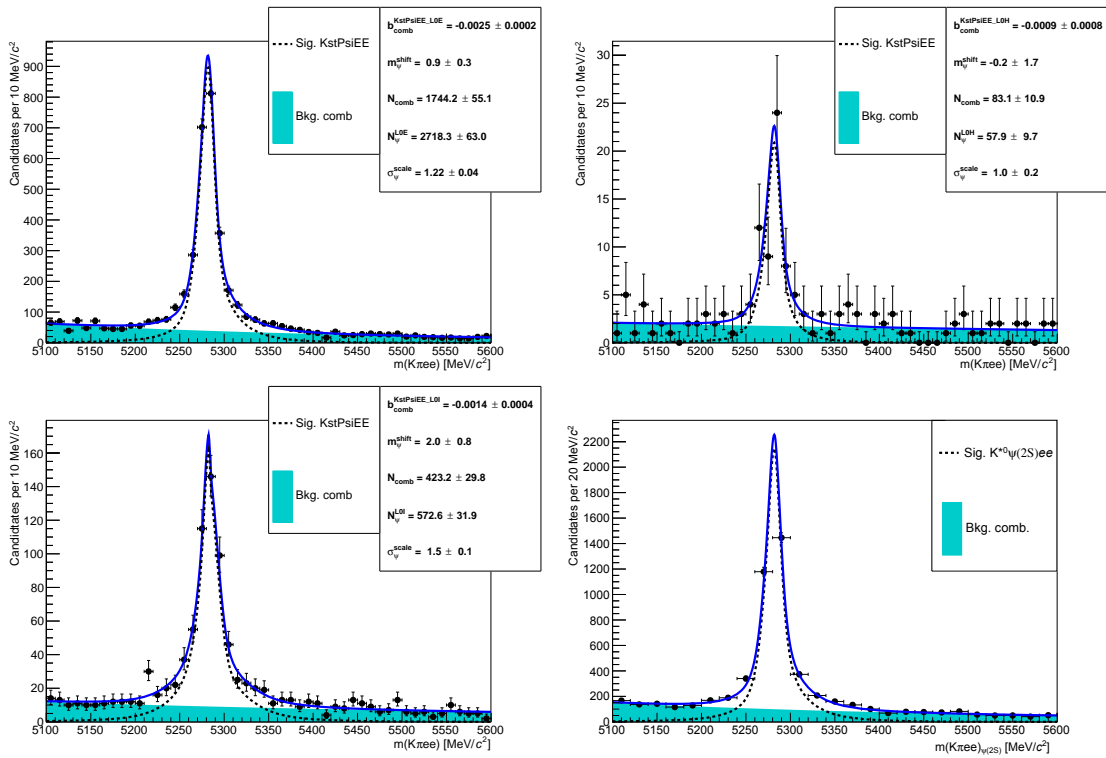 Candidtates per 10 MeV/c²
900
800
700
600
500
400
300
200
100
0
5100 5150 5200 5250 5300 5350 5400 5450 5500 5550 5600
m(Kπee) [MeV/c²]
Sig. KstPsiEE
Bkg. comb
b_comb^KstPsiEE_L0E = -0.0025 ± 0.0002
m_ψ^shift = 0.9 ± 0.3
N_comb = 1744.2 ± 55.1
N_ψ^L0E = 2718.3 ± 63.0
σ_ψ^scale = 1.22 ± 0.04
Candidtates per 10 MeV/c²
30
25
20
15
10
5
0
5100 5150 5200 5250 5300 5350 5400 5450 5500 5550 5600
m(Kπee) [MeV/c²]
Sig. KstPsiEE
Bkg. comb
b_comb^KstPsiEE_L0H = -0.0009 ± 0.0008
m_ψ^shift = -0.2 ± 1.7
N_comb = 83.1 ± 10.9
N_ψ^L0H = 57.9 ± 9.7
σ_ψ^scale = 1.0 ± 0.2
Candidtates per 10 MeV/c²
160
140
120
100
80
60
40
20
0
5100 5150 5200 5250 5300 5350 5400 5450 5500 5550 5600
m(Kπee) [MeV/c²]
Sig. KstPsiEE
Bkg. comb
b_comb^KstPsiEE_L0I = -0.0014 ± 0.0004
m_ψ^shift = 2.0 ± 0.8
N_comb = 423.2 ± 29.8
N_ψ^L0I = 572.6 ± 31.9
σ_ψ^scale = 1.5 ± 0.1
Candidates per 20 MeV/c²
2200
2000
1800
1600
1400
1200
1000
800
600
400
200
0
5100 5150 5200 5250 5300 5350 5400 5450 5500 5550 5600
m(Kπee)_ψ(2S) [MeV/c²]
Sig. K*⁰ψ(2S)ee
Bkg. comb.